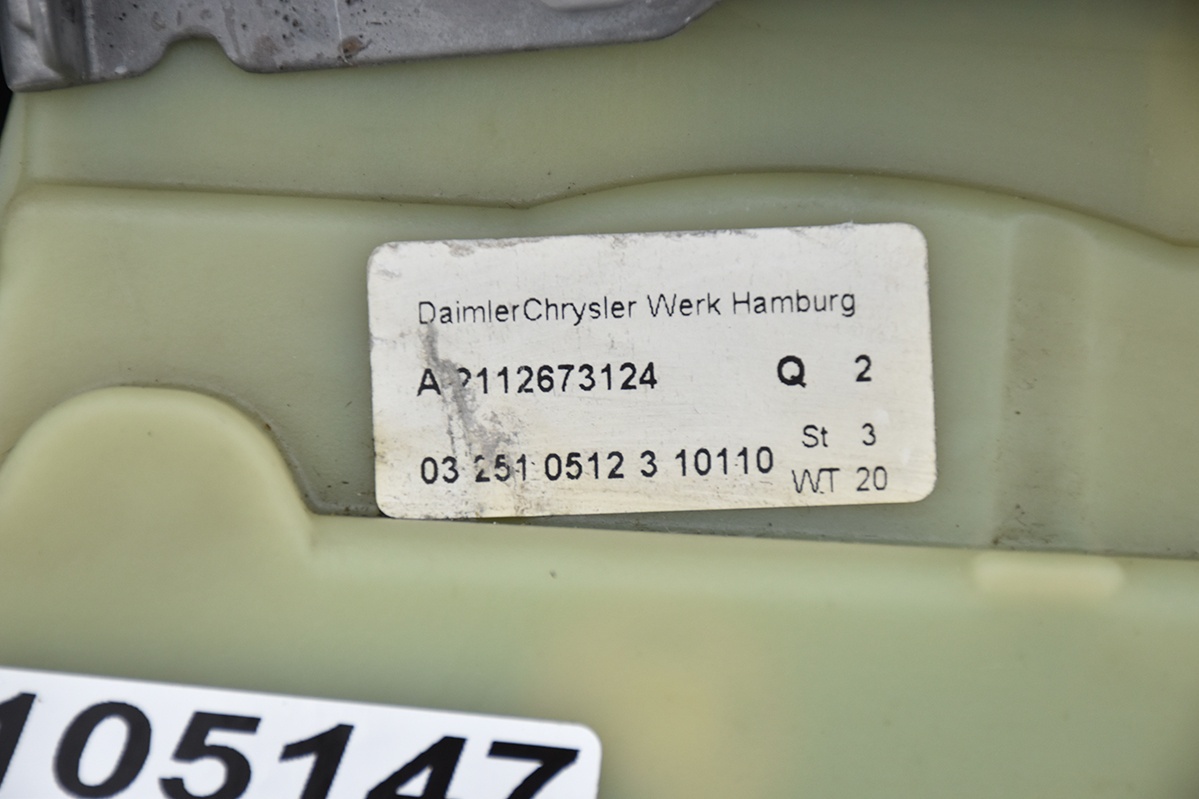 DaimlerChrysler Werk Hamburg
A 2112673124 Q 2
St 3
03 251 0512 3 10110
WT 20
105147